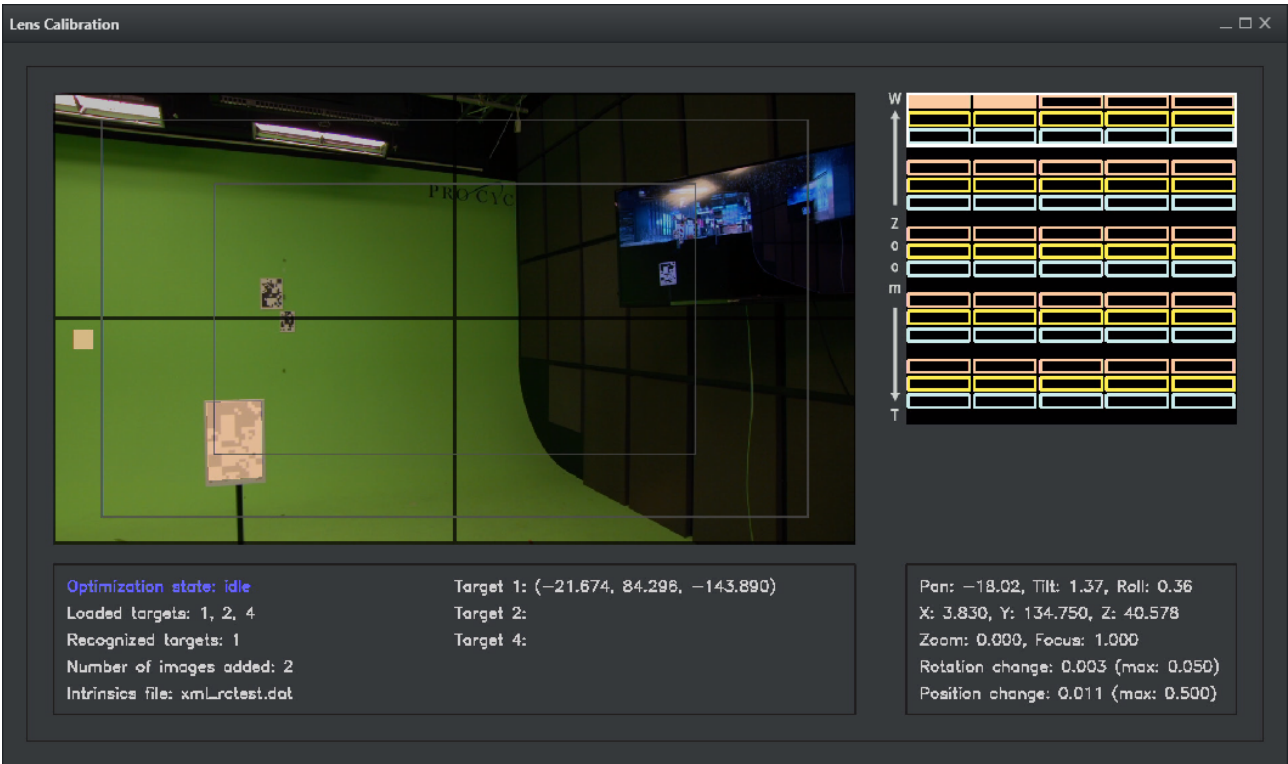 Lens Calibration
PRO CYC
W
Zoom
T
Optimization state: idle
Loaded targets: 1, 2, 4
Recognized targets: 1
Number of images added: 2
Intrinsics file: xml_rctest.dat
Target 1: (−21.674, 84.296, −143.890)
Target 2:
Target 4:
Pan: −18.02, Tilt: 1.37, Roll: 0.36
X: 3.830, Y: 134.750, Z: 40.578
Zoom: 0.000, Focus: 1.000
Rotation change: 0.003 (max: 0.050)
Position change: 0.011 (max: 0.500)